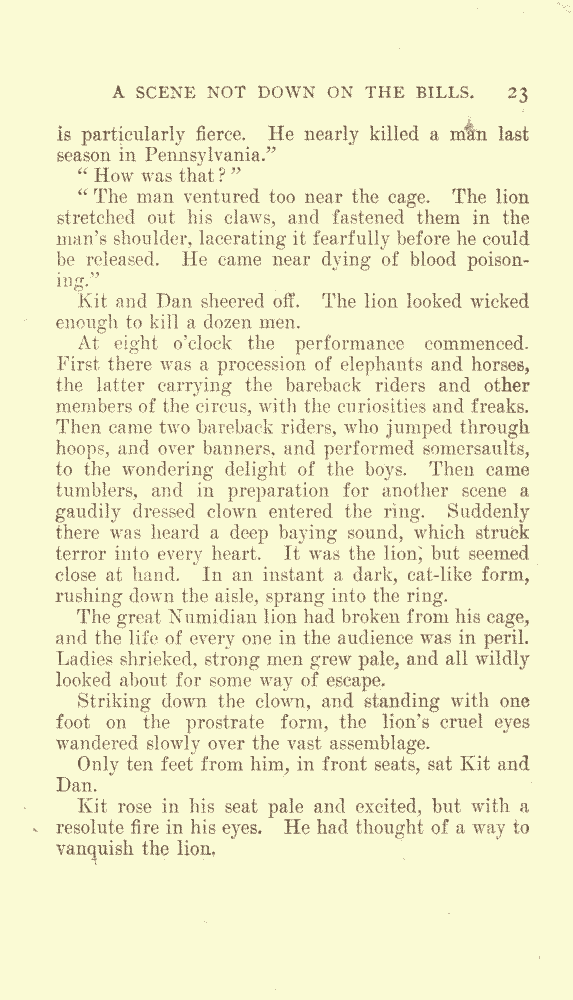 A SCENE NOT DOWN ON THE BILLS. 23
is particularly fierce. He nearly killed a man last
season in Pennsylvania."
" How was that? "
" The man ventured too near the cage. The lion
stretched out his claws, and fastened them in the
man's shoulder, lacerating it fearfully before he could
be released. He came near dying of blood poison-
ing."
Kit and Dan sheered off. The lion looked wicked
enough to kill a dozen men.
At eight o'clock the performance commenced.
First there was a procession of elephants and horses,
the latter carrying the bareback riders and other
members of the circus, with the curiosities and freaks.
Then came two bareback riders, who jumped through
hoops, and over banners, and performed somersaults,
to the wondering delight of the boys. Then came
tumblers, and in preparation for another scene a
gaudily dressed clown entered the ring. Suddenly
there was heard a deep baying sound, which struck
terror into every heart. It was the lion; but seemed
close at hand. In an instant a dark, cat-like form,
rushing down the aisle, sprang into the ring.
The great Numidian lion had broken from his cage,
and the life of every one in the audience was in peril.
Ladies shrieked, strong men grew pale, and all wildly
looked about for some way of escape.
Striking down the clown, and standing with one
foot on the prostrate form, the lion's cruel eyes
wandered slowly over the vast assemblage.
Only ten feet from him, in front seats, sat Kit and
Dan.
Kit rose in his seat pale and excited, but with a
resolute fire in his eyes. He had thought of a way to
vanquish the lion.